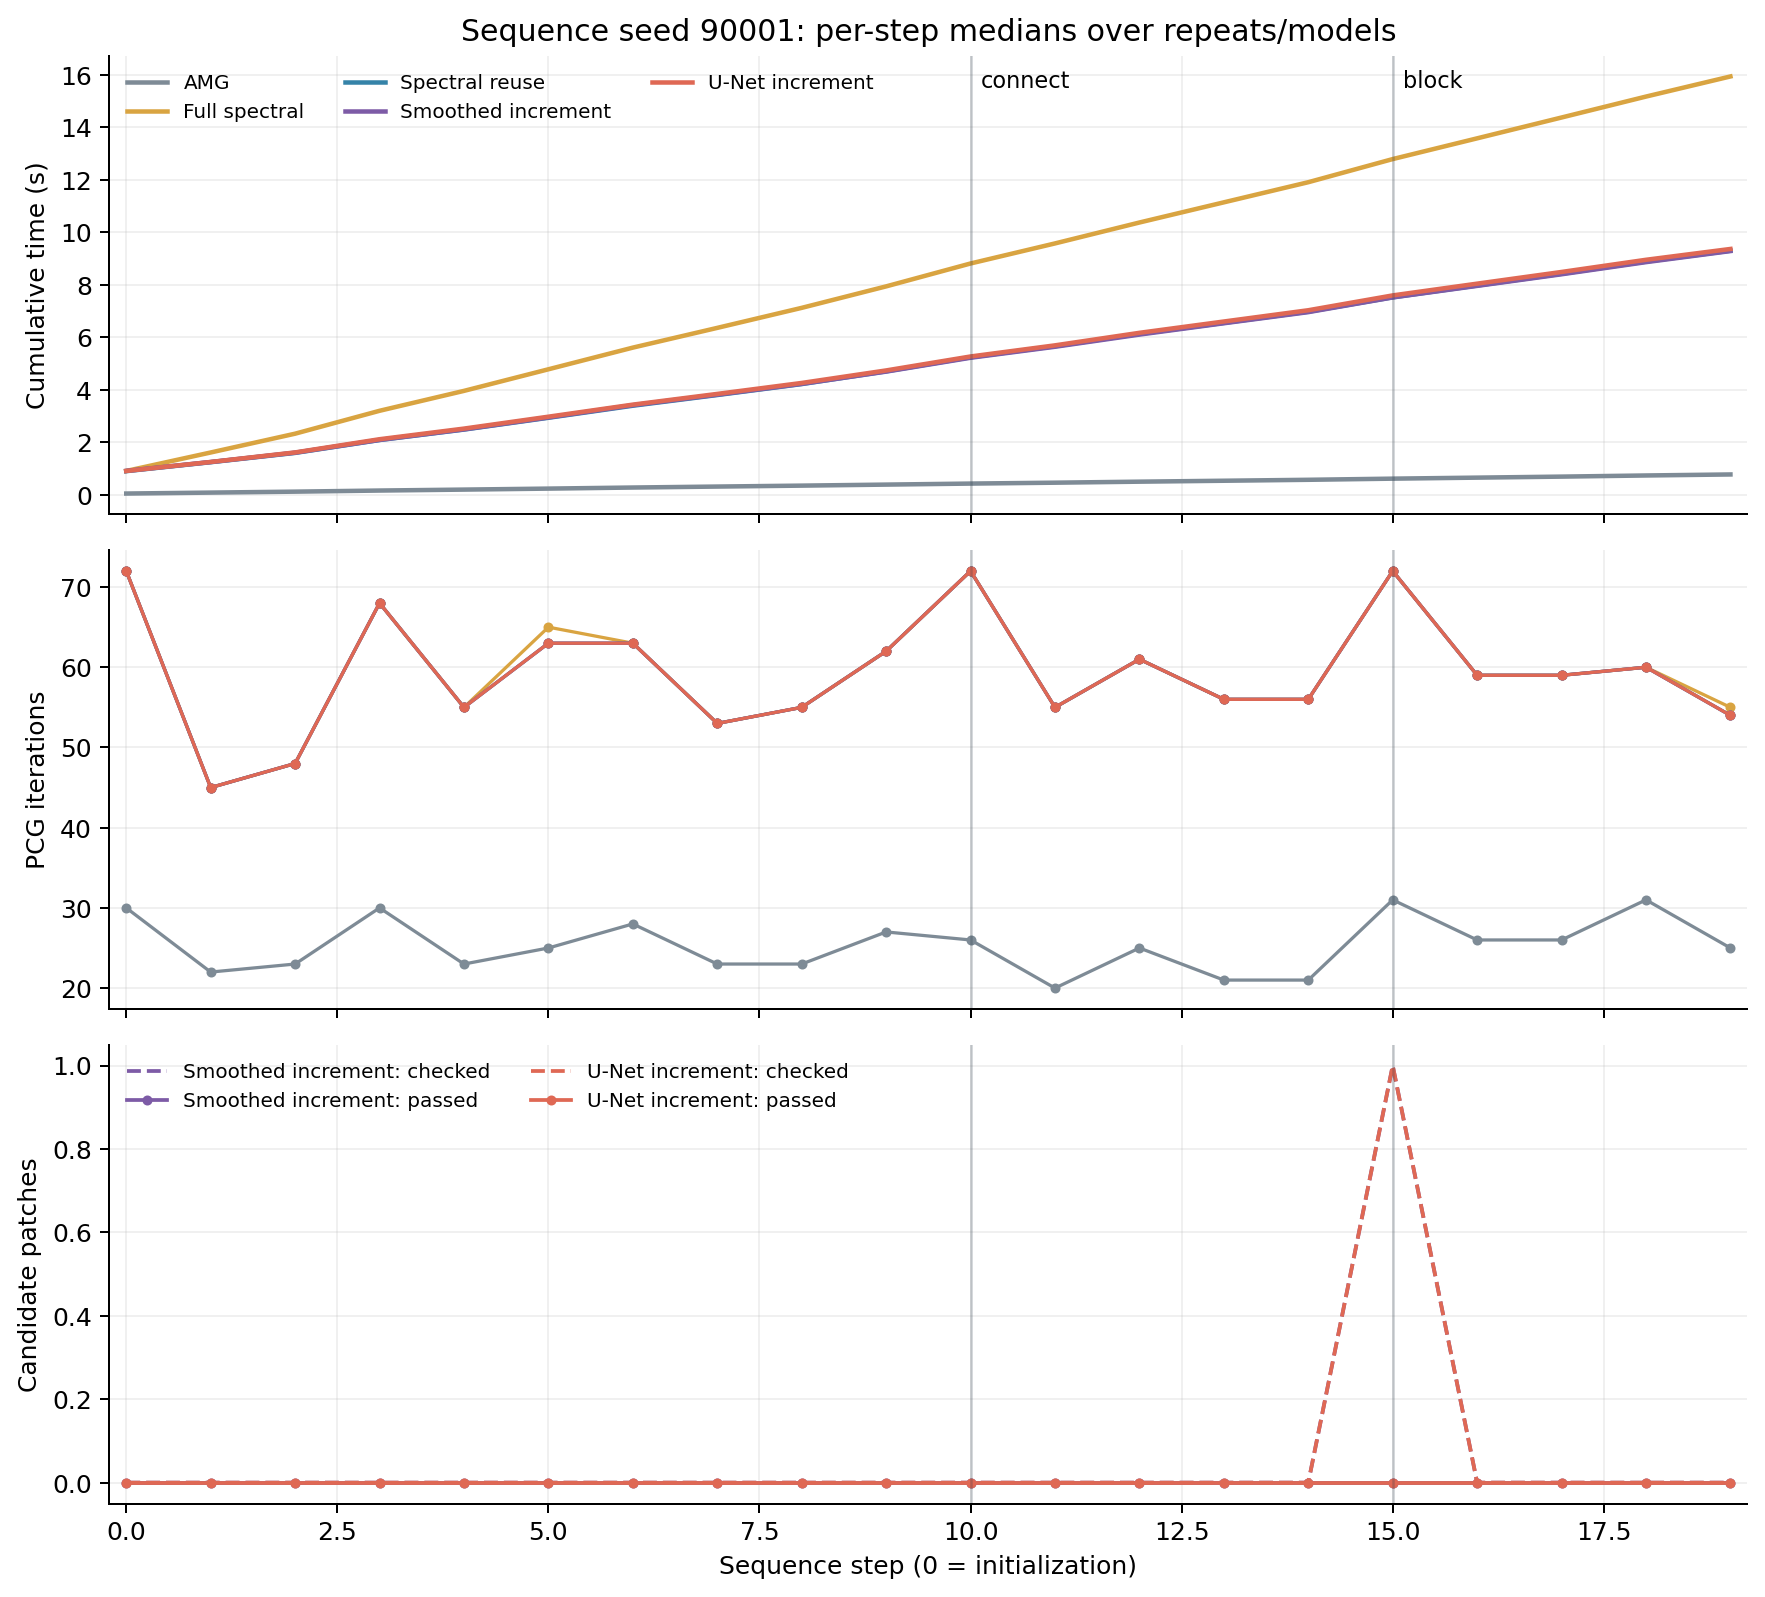 Sequence seed 90001: per-step medians over repeats/models
AMG
Full spectral
Spectral reuse
Smoothed increment
U-Net increment
connect
block
Cumulative time (s)
16
14
12
10
8
6
4
2
0
PCG iterations
70
60
50
40
30
20
Smoothed increment: checked
Smoothed increment: passed
U-Net increment: checked
U-Net increment: passed
Candidate patches
1.0
0.8
0.6
0.4
0.2
0.0
0.0 2.5 5.0 7.5 10.0 12.5 15.0 17.5
Sequence step (0 = initialization)